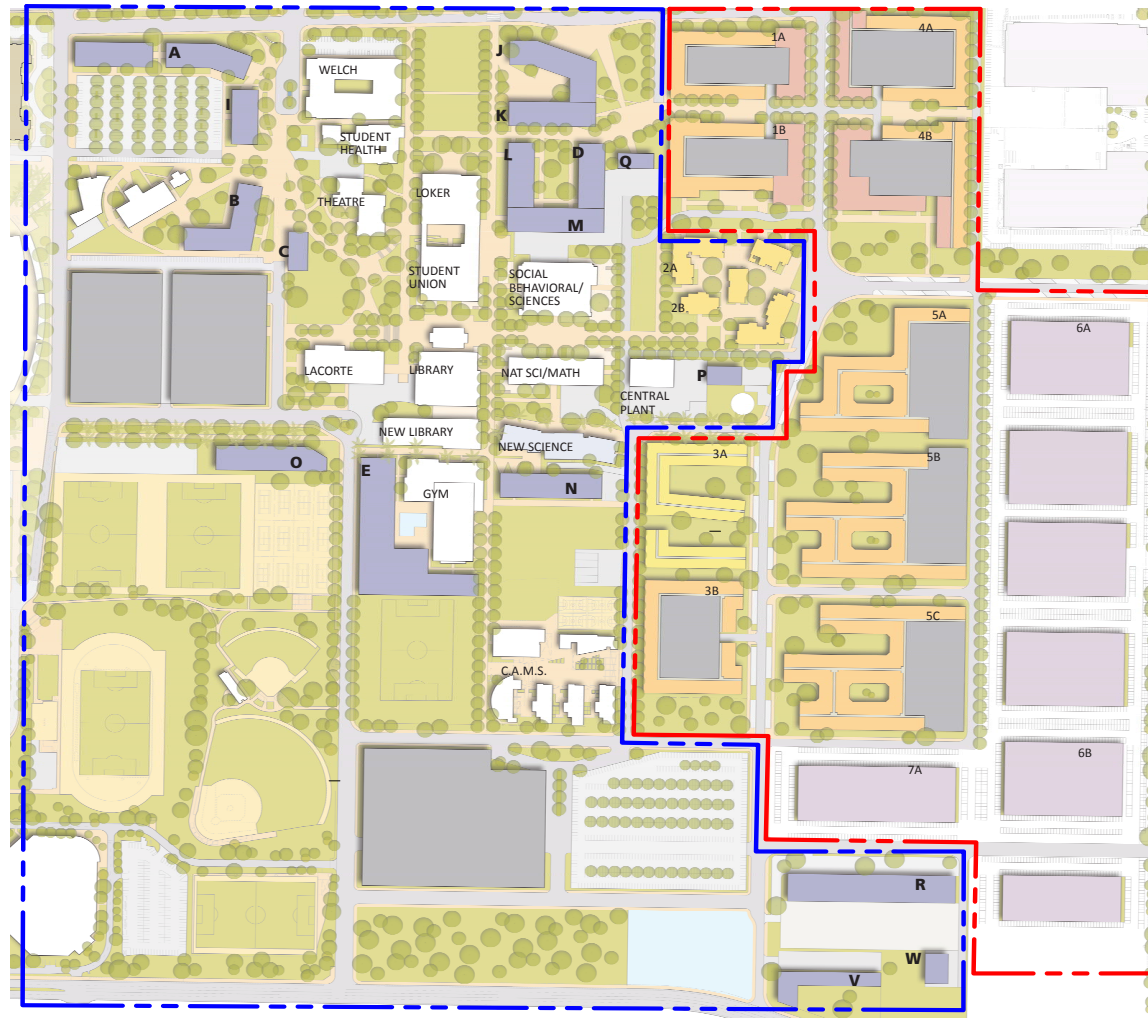 A
J
1A
4A
WELCH
I
K
STUDENT
HEALTH
1B
4B
L
D
Q
THEATRE
LOKER
B
M
C
STUDENT
UNION
SOCIAL
BEHAVIORAL/
SCIENCES
2A
2B
5A
6A
LACORTE
LIBRARY
NAT SCI/MATH
P
CENTRAL
PLANT
NEW LIBRARY
NEW SCIENCE
O
E
GYM
N
3A
5B
3B
5C
C.A.M.S.
7A
6B
R
W
V